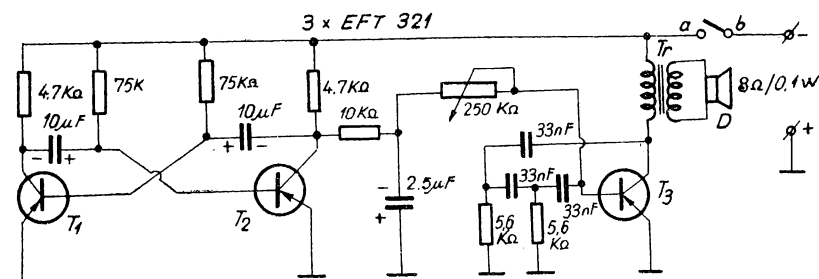 3 x EFT 321
a b
Tr
-
4.7KΩ
75K
75KΩ
4.7KΩ
10µF
- +
10µF
+ -
10KΩ
250 KΩ
8Ω/0,1W
D
+
33nF
33nF
33nF
2.5µF
-
+
T1
T2
T3
5,6
KΩ
5,6
KΩ